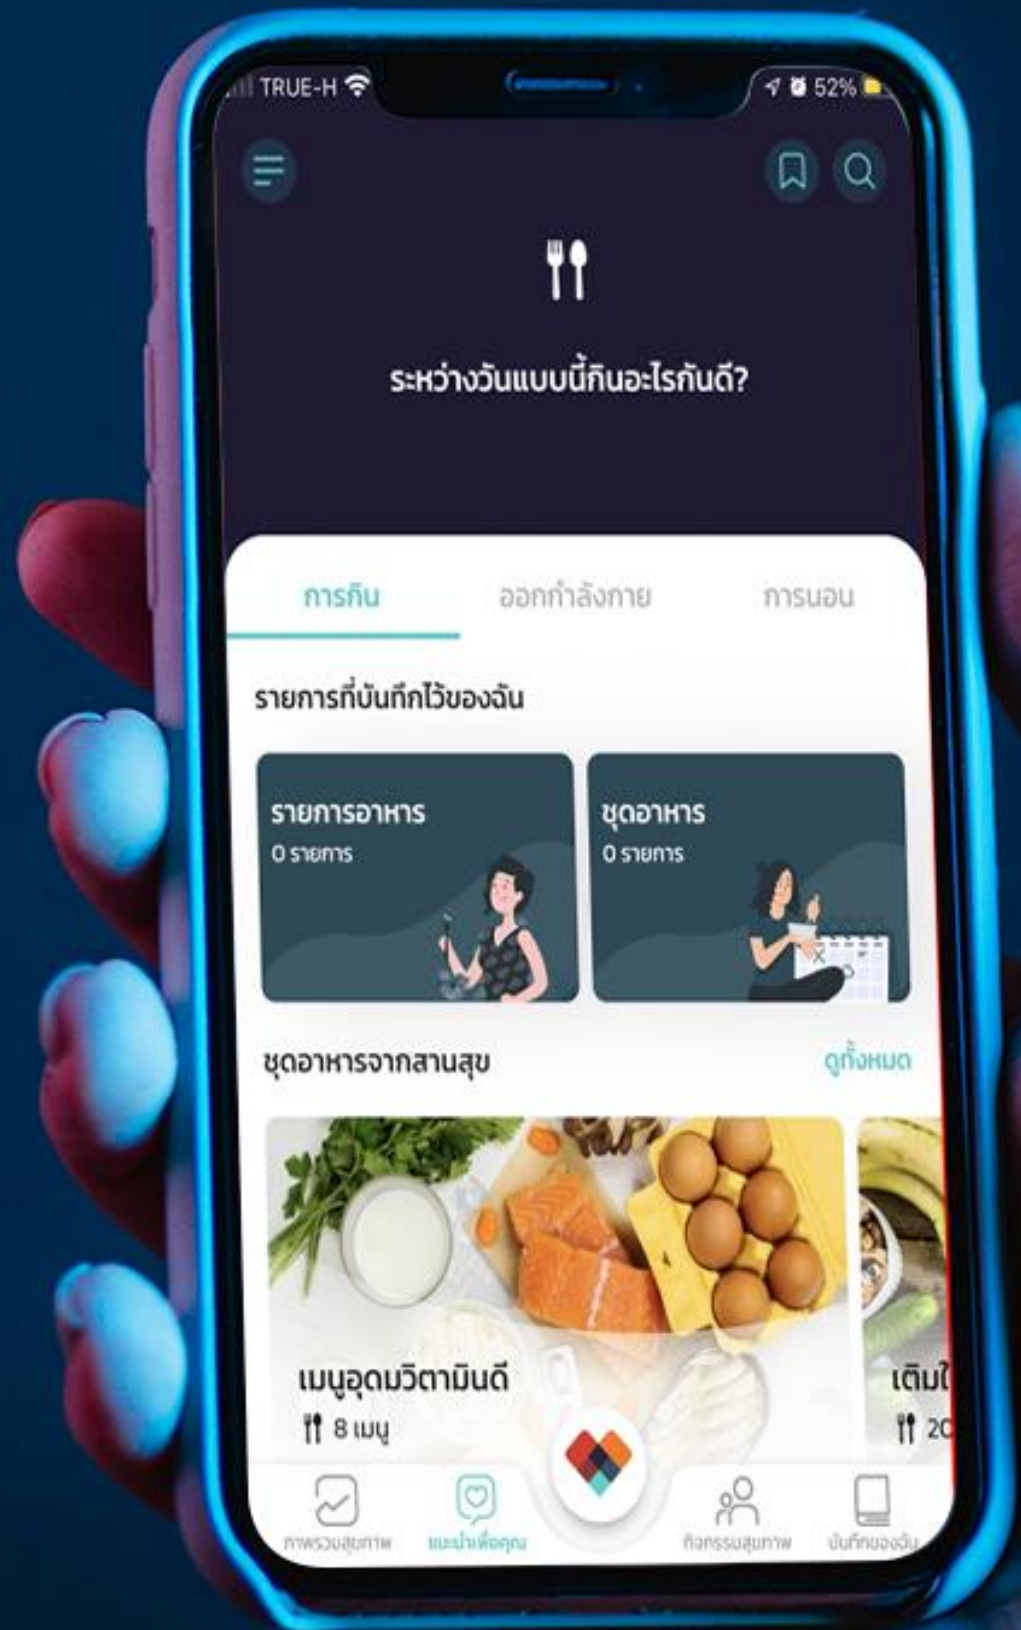 TRUE-H
52%
ระหว่างวันแบบนี้กินอะไรกันดี?
การกิน ออกกำลังกาย การนอน
รายการที่บันทึกไว้ของฉัน
รายการอาหาร
0 รายการ
ชุดอาหาร
0 รายการ
ชุดอาหารจากสานสุข ดูทั้งหมด
เมนูอุดมวิตามินดี
8 เมนู
เติมใ
20
ภาพรวมสุขภาพ แนะนำเพื่อคุณ กิจกรรมสุขภาพ บันทึกของฉัน